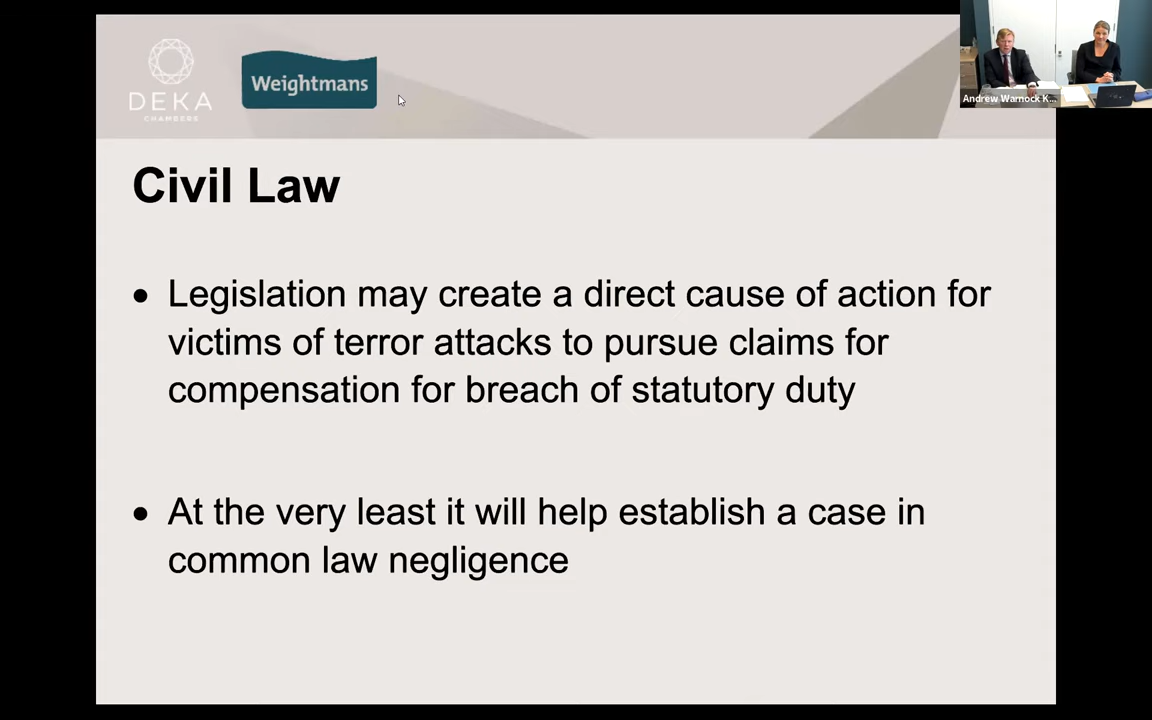 DEKA
CHAMBERS
Weightmans
Andrew Warnock K...
Civil Law
• Legislation may create a direct cause of action for
victims of terror attacks to pursue claims for
compensation for breach of statutory duty
• At the very least it will help establish a case in
common law negligence